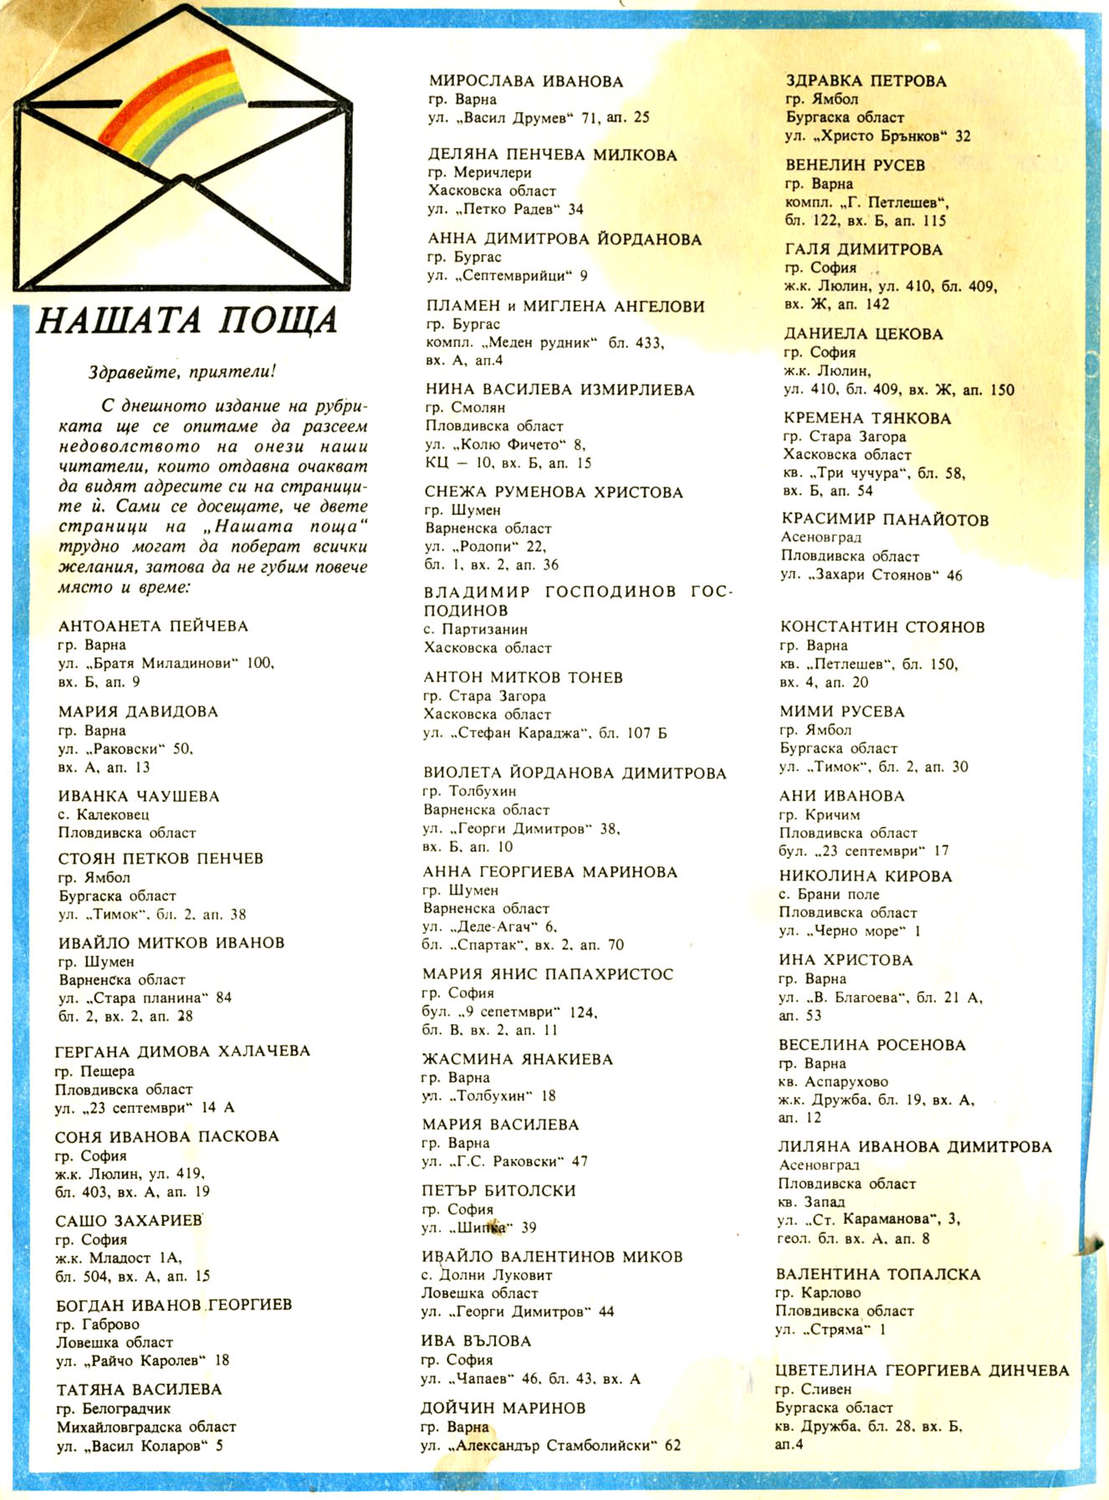 НАШАТА ПОЩА
Здравейте, приятели!
С днешното издание на рубри-
ката ще се опитаме да разсеем
недоволството на онези наши
читатели, които отдавна очакват
да видят адресите си на страници-
те ѝ. Сами се досещате, че двете
страници на „Нашата поща“
трудно могат да поберат всички
желания, затова да не губим повече
място и време:
АНТОАНЕТА ПЕЙЧЕВА
гр. Варна
ул. „Братя Миладинови“ 100,
вх. Б, ап. 9
МАРИЯ ДАВИДОВА
гр. Варна
ул. „Раковски“ 50,
вх. А, ап. 13
ИВАНКА ЧАУШЕВА
с. Калековец
Пловдивска област
СТОЯН ПЕТКОВ ПЕНЧЕВ
гр. Ямбол
Бургаска област
ул. „Тимок“, бл. 2, ап. 38
ИВАЙЛО МИТКОВ ИВАНОВ
гр. Шумен
Варненска област
ул. „Стара планина“ 84
бл. 2, вх. 2, ап. 28
ГЕРГАНА ДИМОВА ХАЛАЧЕВА
гр. Пещера
Пловдивска област
ул. „23 септември“ 14 А
СОНЯ ИВАНОВА ПАСКОВА
гр. София
ж.к. Люлин, ул. 419,
бл. 403, вх. А, ап. 19
САШО ЗАХАРИЕВ
гр. София
ж.к. Младост 1А,
бл. 504, вх. А, ап. 15
БОГДАН ИВАНОВ ГЕОРГИЕВ
гр. Габрово
Ловешка област
ул. „Райчо Каролев“ 18
ТАТЯНА ВАСИЛЕВА
гр. Белоградчик
Михайловградска област
ул. „Васил Коларов“ 5
МИРОСЛАВА ИВАНОВА
гр. Варна
ул. „Васил Друмев“ 71, ап. 25
ДЕЛЯНА ПЕНЧЕВА МИЛКОВА
гр. Меричлери
Хасковска област
ул. „Петко Радев“ 34
АННА ДИМИТРОВА ЙОРДАНОВА
гр. Бургас
ул. „Септемврийци“ 9
ПЛАМЕН и МИГЛЕНА АНГЕЛОВИ
гр. Бургас
компл. „Меден рудник“ бл. 433,
вх. А, ап.4
НИНА ВАСИЛЕВА ИЗМИРЛИЕВА
гр. Смолян
Пловдивска област
ул. „Колю Фичето“ 8,
КЦ — 10, вх. Б, ап. 15
СНЕЖА РУМЕНОВА ХРИСТОВА
гр. Шумен
Варненска област
ул. „Родопи“ 22,
бл. 1, вх. 2, ап. 36
ВЛАДИМИР ГОСПОДИНОВ ГОС-
ПОДИНОВ
с. Партизанин
Хасковска област
АНТОН МИТКОВ ТОНЕВ
гр. Стара Загора
Хасковска област
ул. „Стефан Караджа“, бл. 107 Б
ВИОЛЕТА ЙОРДАНОВА ДИМИТРОВА
гр. Толбухин
Варненска област
ул. „Георги Димитров“ 38,
вх. Б, ап. 10
АННА ГЕОРГИЕВА МАРИНОВА
гр. Шумен
Варненска област
ул. „Деде-Агач“ 6,
бл. „Спартак“, вх. 2, ап. 70
МАРИЯ ЯНИС ПАПАХРИСТОС
гр. София
бул. „9 сепетмври“ 124,
бл. В, вх. 2, ап. 11
ЖАСМИНА ЯНАКИЕВА
гр. Варна
ул. „Толбухин“ 18
МАРИЯ ВАСИЛЕВА
гр. Варна
ул. „Г.С. Раковски“ 47
ПЕТЪР БИТОЛСКИ
гр. София
ул. „Шипка“ 39
ИВАЙЛО ВАЛЕНТИНОВ МИКОВ
с. Долни Луковит
Ловешка област
ул. „Георги Димитров“ 44
ИВА ВЪЛОВА
гр. София
ул. „Чапаев“ 46, бл. 43, вх. А
ДОЙЧИН МАРИНОВ
гр. Варна
ул. „Александър Стамболийски“ 62
ЗДРАВКА ПЕТРОВА
гр. Ямбол
Бургаска област
ул. „Христо Брънков“ 32
ВЕНЕЛИН РУСЕВ
гр. Варна
компл. „Г. Петлешев“,
бл. 122, вх. Б, ап. 115
ГАЛЯ ДИМИТРОВА
гр. София
ж.к. Люлин, ул. 410, бл. 409,
вх. Ж, ап. 142
ДАНИЕЛА ЦЕКОВА
гр. София
ж.к. Люлин,
ул. 410, бл. 409, вх. Ж, ап. 150
КРЕМЕНА ТЯНКОВА
гр. Стара Загора
Хасковска област
кв. „Три чучура“, бл. 58,
вх. Б, ап. 54
КРАСИМИР ПАНАЙОТОВ
Асеновград
Пловдивска област
ул. „Захари Стоянов“ 46
КОНСТАНТИН СТОЯНОВ
гр. Варна
кв. „Петлешев“, бл. 150,
вх. 4, ап. 20
МИМИ РУСЕВА
гр. Ямбол
Бургаска област
ул. „Тимок“, бл. 2, ап. 30
АНИ ИВАНОВА
гр. Кричим
Пловдивска област
бул. „23 септември“ 17
НИКОЛИНА КИРОВА
с. Брани поле
Пловдивска област
ул. „Черно море“ 1
ИНА ХРИСТОВА
гр. Варна
ул. „В. Благоева“, бл. 21 А,
ап. 53
ВЕСЕЛИНА РОСЕНОВА
гр. Варна
кв. Аспарухово
ж.к. Дружба, бл. 19, вх. А,
ап. 12
ЛИЛЯНА ИВАНОВА ДИМИТРОВА
Асеновград
Пловдивска област
кв. Запад
ул. „Ст. Караманова“, 3,
геол. бл. вх. А, ап. 8
ВАЛЕНТИНА ТОПАЛСКА
гр. Карлово
Пловдивска област
ул. „Стряма“ 1
ЦВЕТЕЛИНА ГЕОРГИЕВА ДИНЧЕВА
гр. Сливен
Бургаска област
кв. Дружба, бл. 28, вх. Б,
ап.4